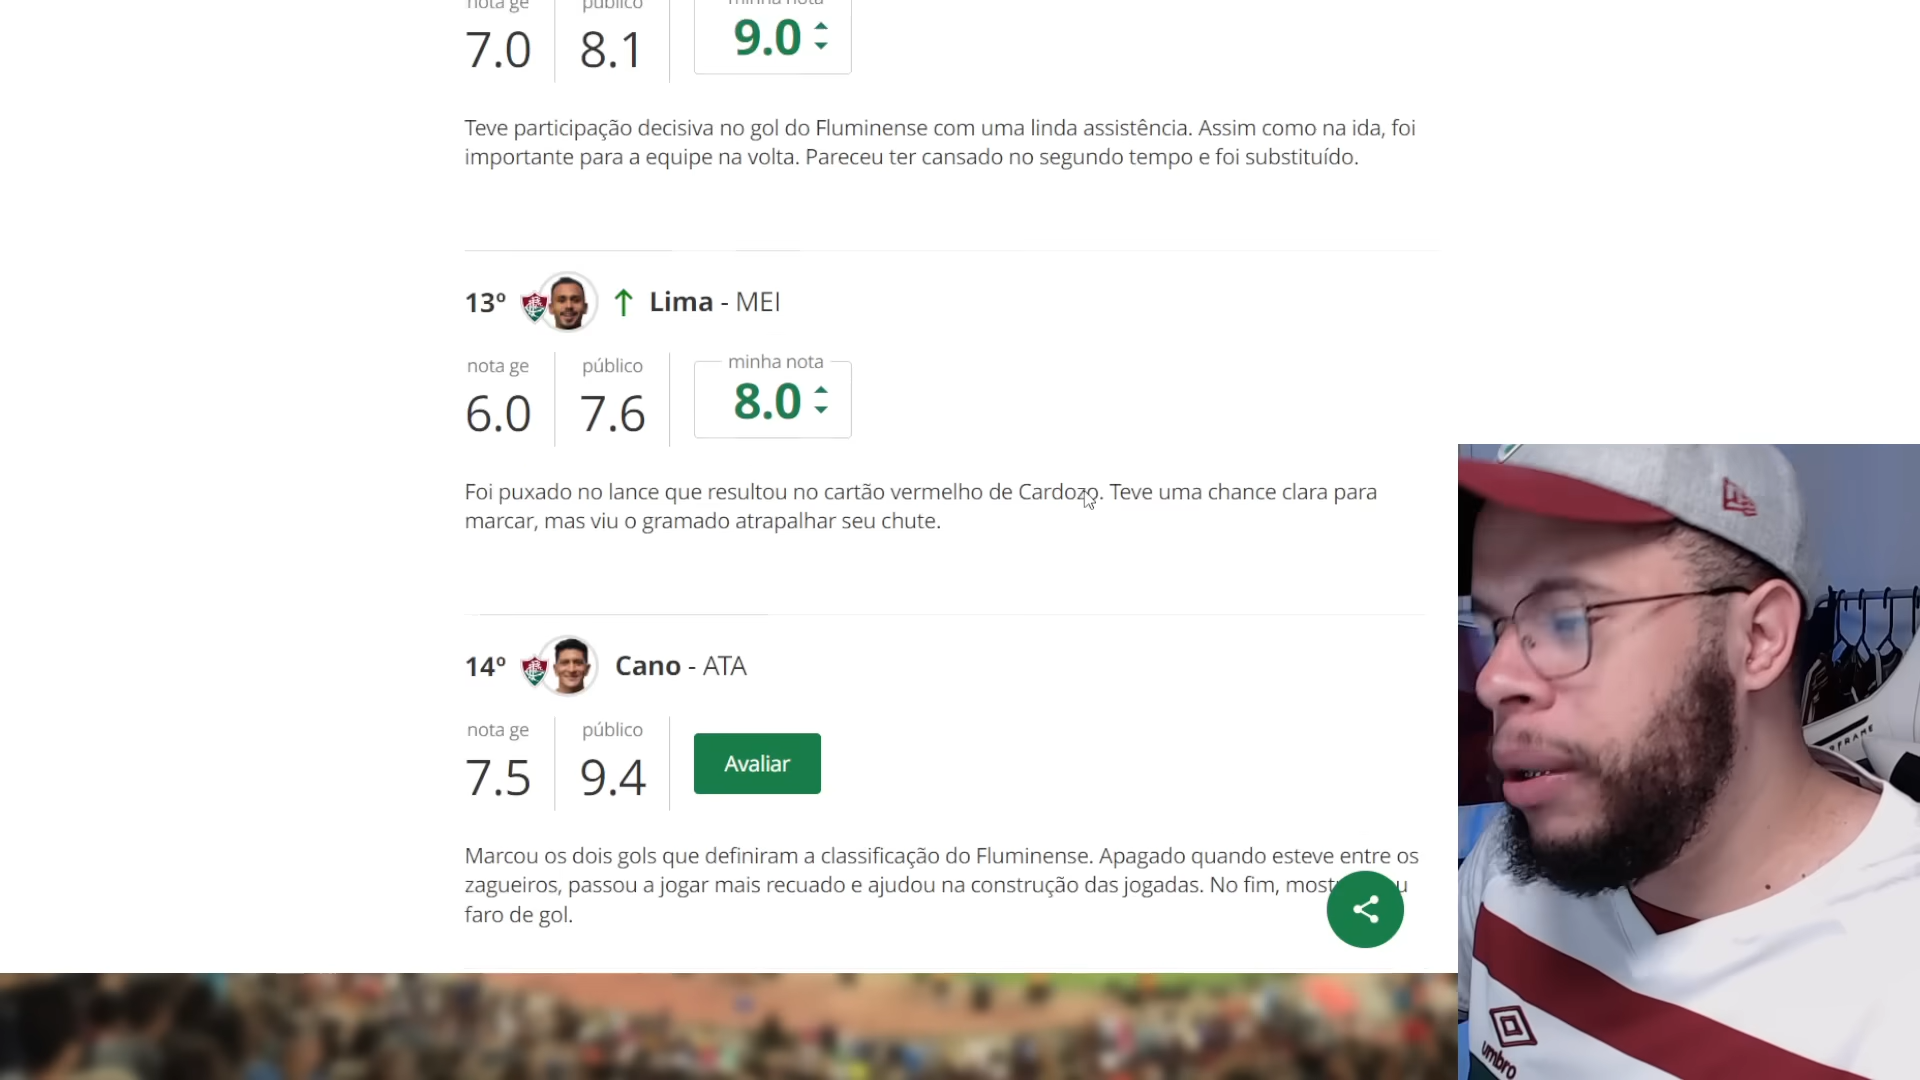 nota ge
público
minha nota
7.0
8.1
9.0
Teve participação decisiva no gol do Fluminense com uma linda assistência. Assim como na ida, foi
importante para a equipe na volta. Pareceu ter cansado no segundo tempo e foi substituído.
13º
Lima - MEI
nota ge
público
minha nota
6.0
7.6
8.0
Foi puxado no lance que resultou no cartão vermelho de Cardozo. Teve uma chance clara para
marcar, mas viu o gramado atrapalhar seu chute.
14º
Cano - ATA
nota ge
público
7.5
9.4
Avaliar
Marcou os dois gols que definiram a classificação do Fluminense. Apagado quando esteve entre os
zagueiros, passou a jogar mais recuado e ajudou na construção das jogadas. No fim,
faro de gol.
umbro